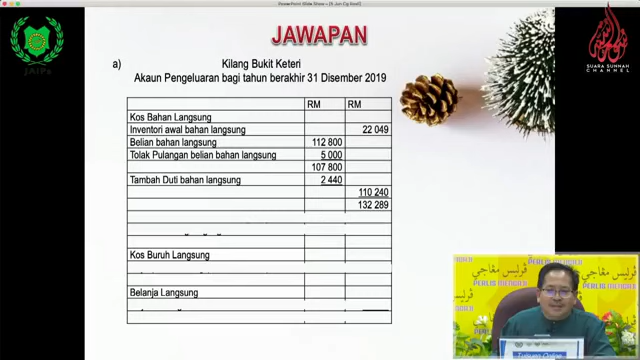 PowerPoint Slide Show
JAWAPAN
JAIPs
SUARA SUNNAH
CHANNEL
a) Kilang Bukit Keteri
Akaun Pengeluaran bagi tahun berakhir 31 Disember 2019
RM RM
Kos Bahan Langsung
Inventori awal bahan langsung 22 049
Belian bahan langsung 112 800
Tolak Pulangan belian bahan langsung 5 000
107 800
Tambah Duti bahan langsung 2 440
110 240
132 289
Kos Buruh Langsung
Belanja Langsung
PERLIS MENGAJI